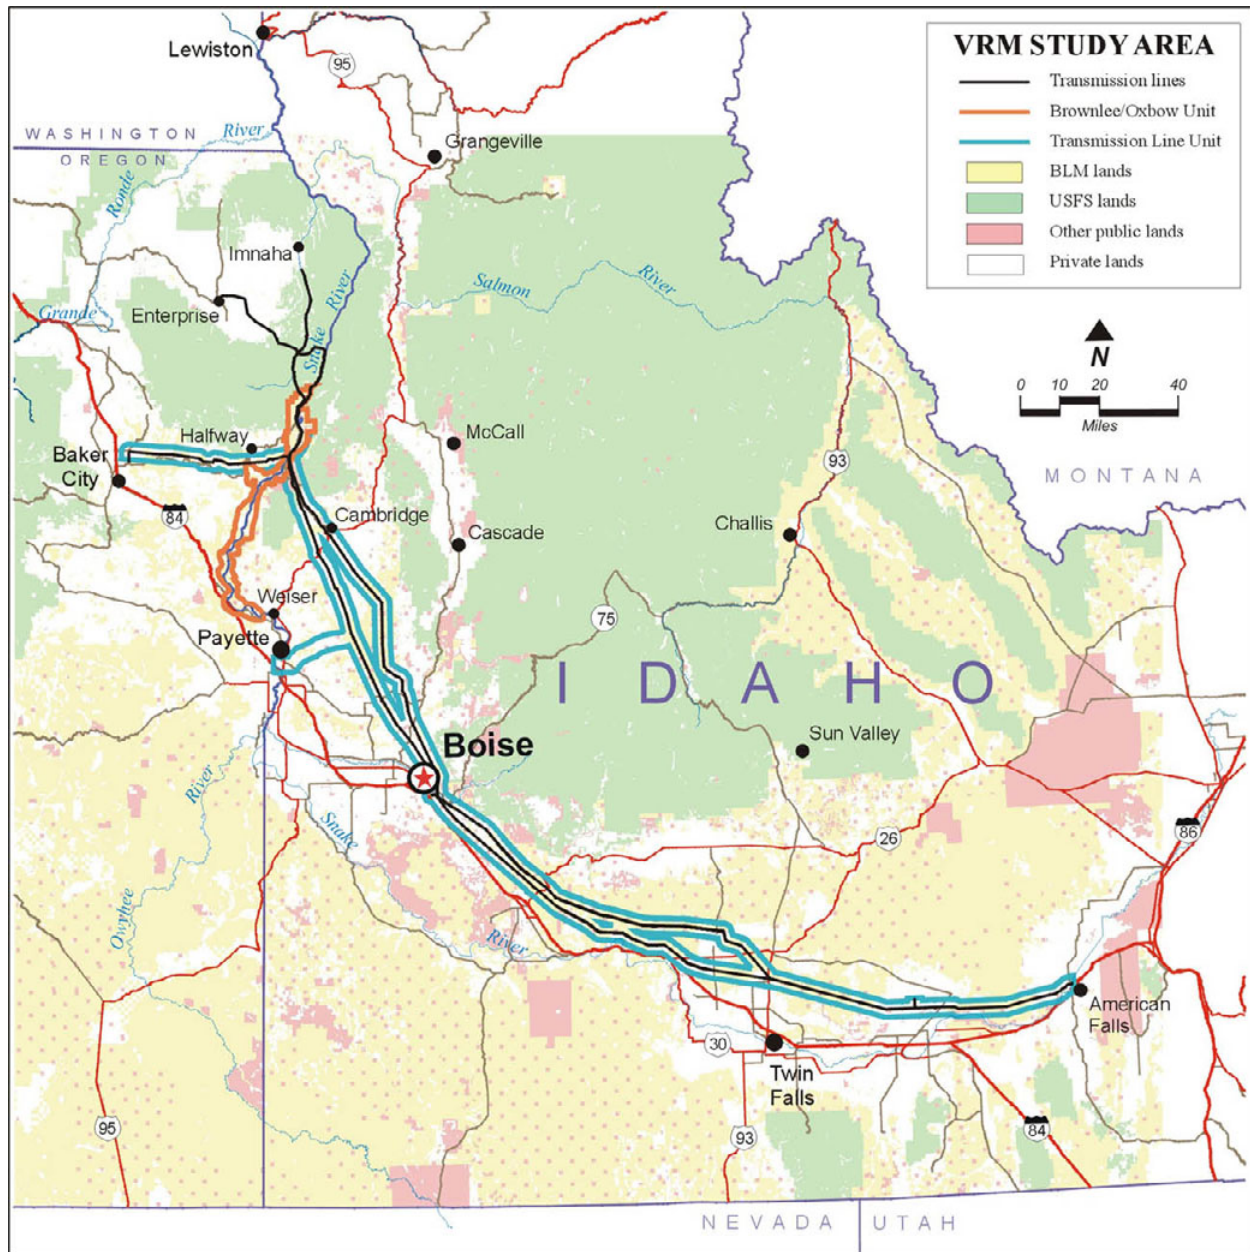 VRM STUDY AREA
Transmission lines
Brownlee/Oxbow Unit
Transmission Line Unit
BLM lands
USFS lands
Other public lands
Private lands
N
0 10 20 40
Miles
Lewiston
95
WASHINGTON
OREGON
River
Ronde
Grande
Grangeville
Imnaha
River
Snake
Enterprise
Salmon River
Halfway
Baker
City
McCall
93
MONTANA
84
Cambridge
Cascade
Challis
Weiser
Payette
75
IDAHO
Boise
Sun Valley
River
Owyhee
Snake
River
26
86
American
Falls
30
Twin
Falls
95
93
84
NEVADA
UTAH